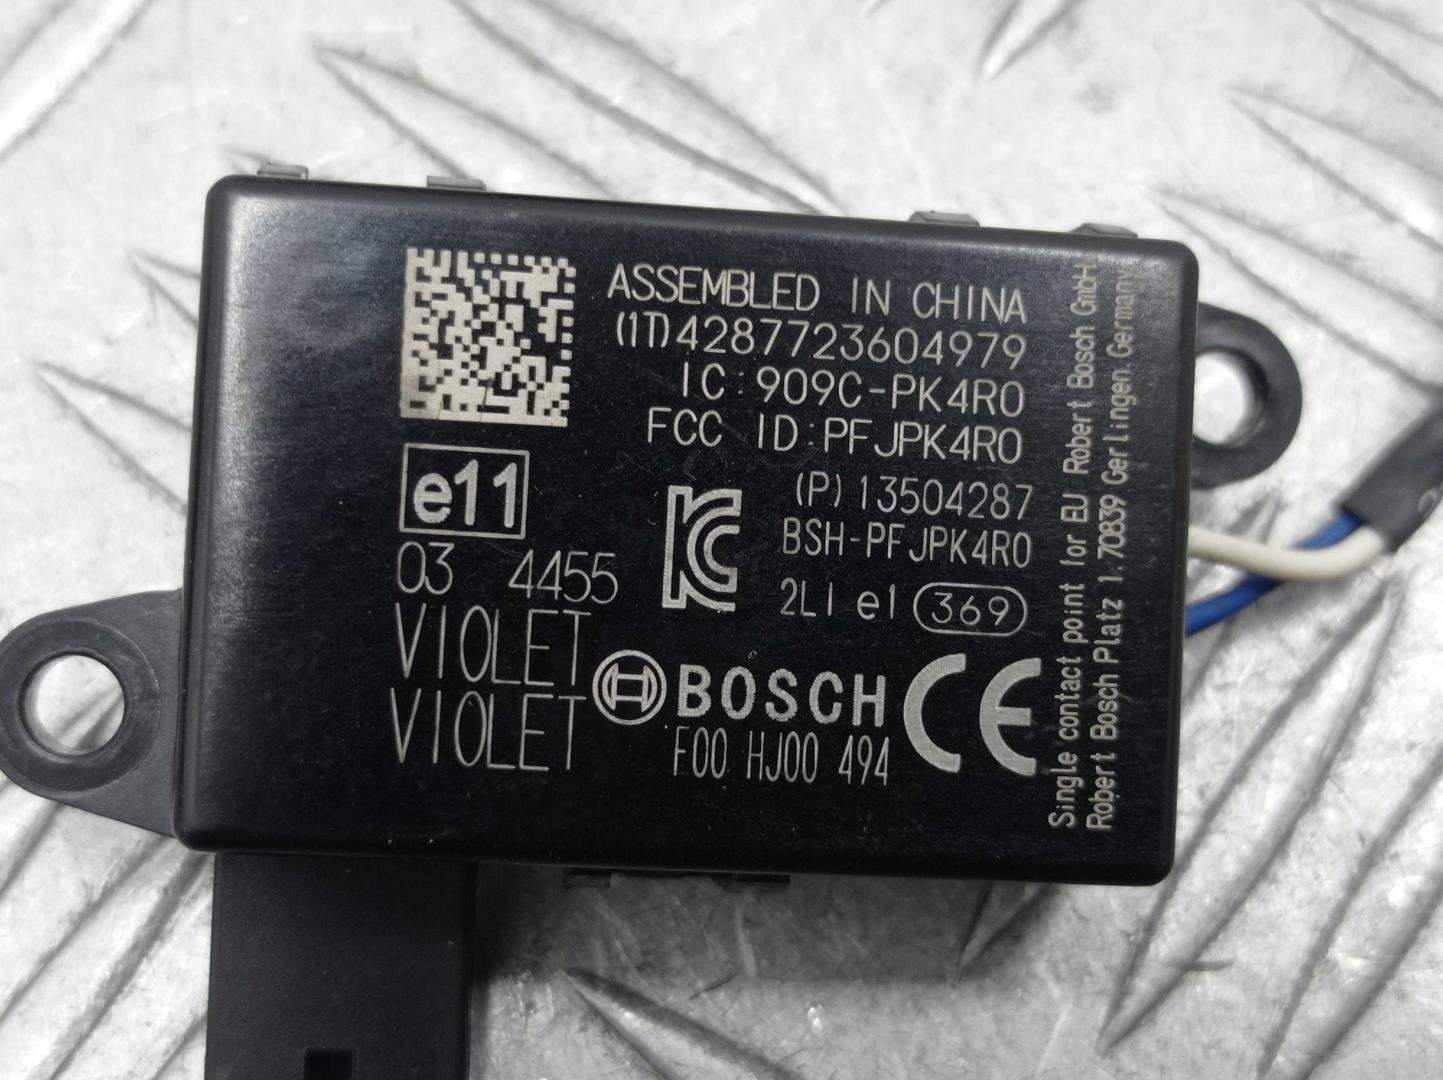 ASSEMBLED IN CHINA
(1T)4287723604979
IC:909C-PK4R0
FCC ID:PFJPK4R0
(P)13504287
BSH-PFJPK4R0
2LI e1 369
e11
03 4455
VIOLET
VIOLET
BOSCH
F00 HJ00 494
CE
Single contact point for EU Robert Bosch GmbH
Robert Bosch Platz 1.70839 Gerlingen Germany